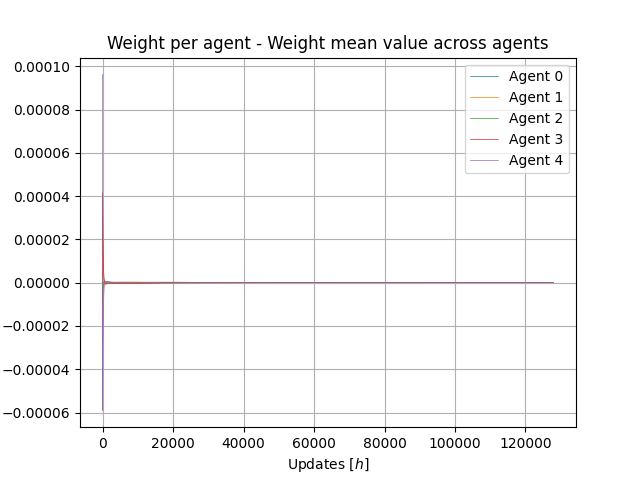 Weight per agent - Weight mean value across agents
0.00010
0.00008
0.00006
0.00004
0.00002
0.00000
−0.00002
−0.00004
−0.00006
Agent 0
Agent 1
Agent 2
Agent 3
Agent 4
0 20000 40000 60000 80000 100000 120000
Updates [h]